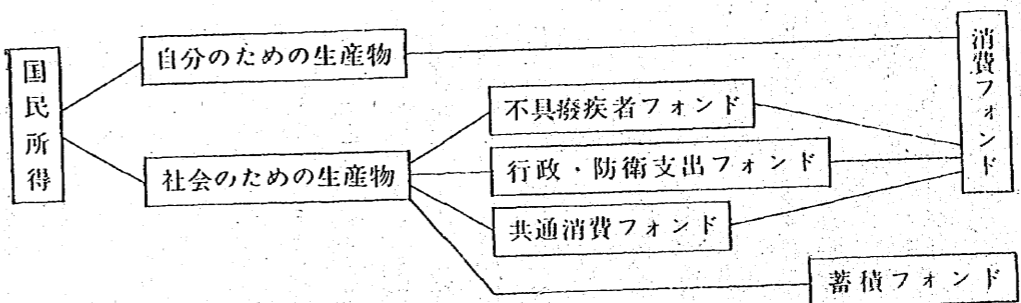 国民所得
自分のための生産物
社会のための生産物
不具廃疾者フォンド
行政・防衛支出フォンド
共通消費フォンド
消費フォンド
蓄積フォンド